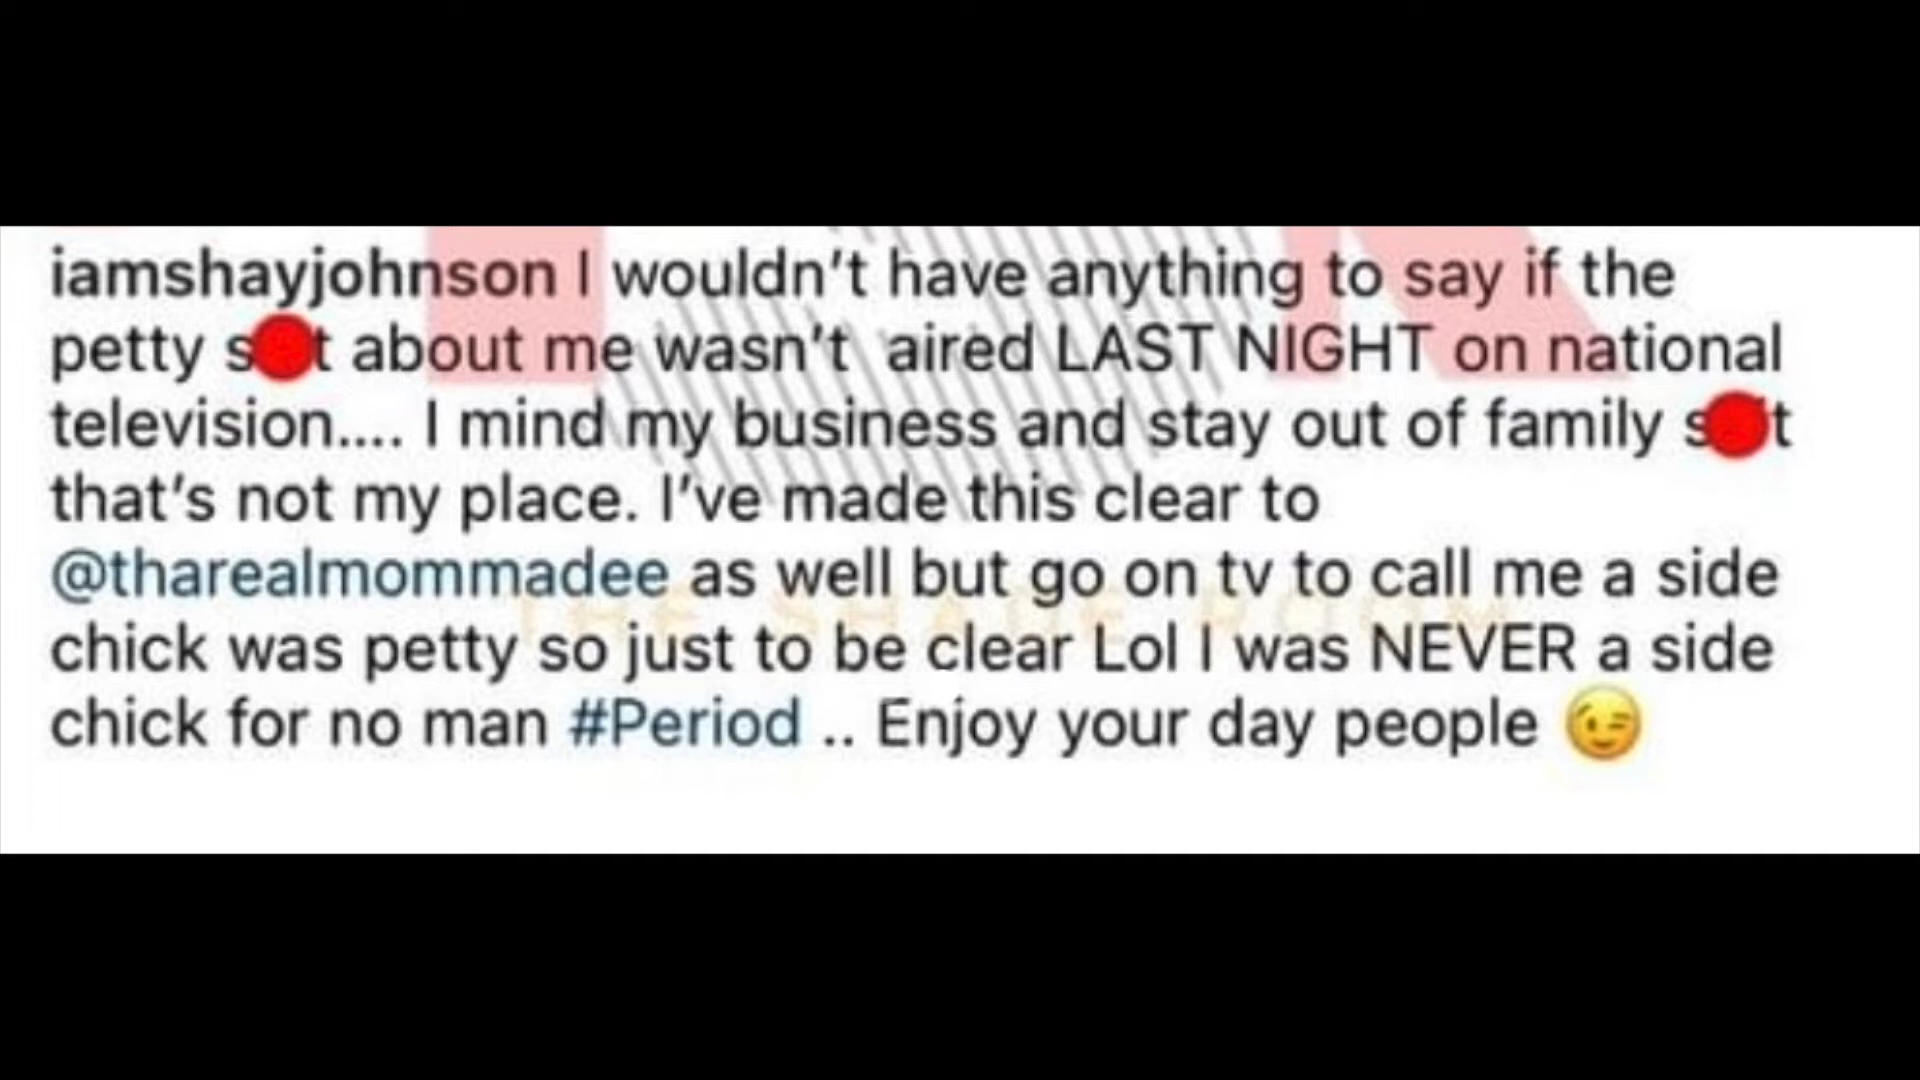 iamshayjohnson I wouldn't have anything to say if the
petty s🔴t about me wasn't aired LAST NIGHT on national
television.... I mind my business and stay out of family s🔴t
that's not my place. I've made this clear to
@tharealmommadee as well but go on tv to call me a side
chick was petty so just to be clear Lol I was NEVER a side
chick for no man #Period .. Enjoy your day people 😉
THE SHADE ROOM